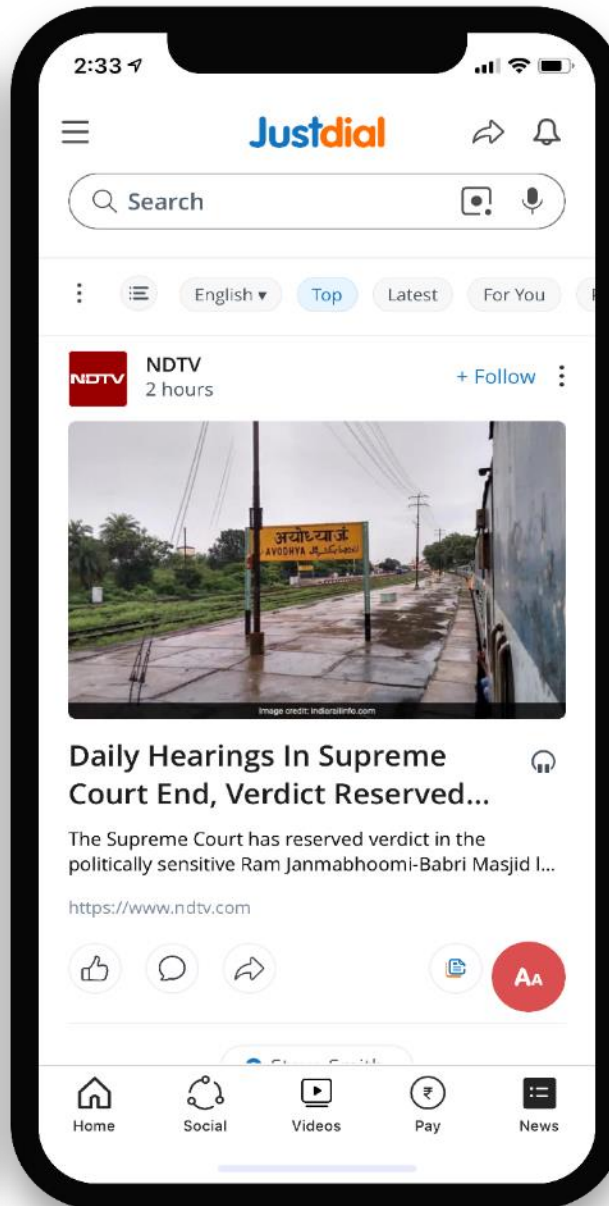 2:33
Justdial
Search
English ▾
Top
Latest
For You
NDTV
NDTV
2 hours
+ Follow
अयोध्या जं
AYODHYA
Image credit: indiarailinfo.com
Daily Hearings In Supreme
Court End, Verdict Reserved...
The Supreme Court has reserved verdict in the
politically sensitive Ram Janmabhoomi-Babri Masjid l...
https://www.ndtv.com
AA
Home
Social
Videos
Pay
News